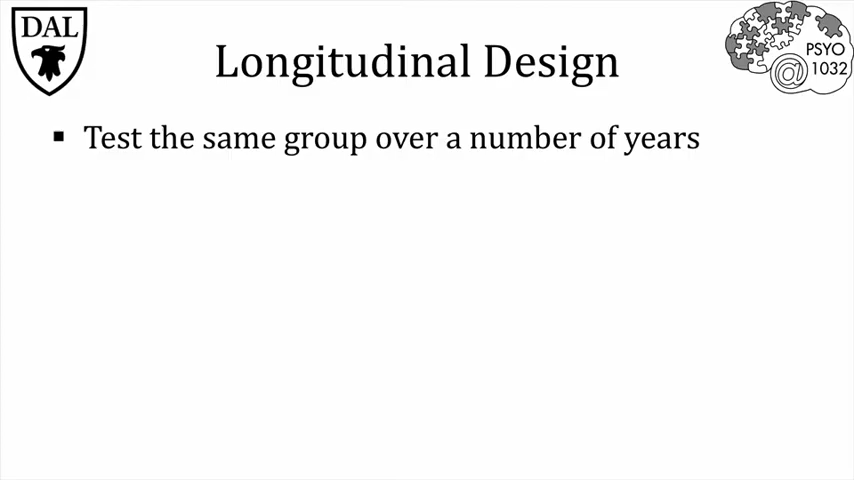 DAL
Longitudinal Design
PSYO
@ 1032
▪ Test the same group over a number of years